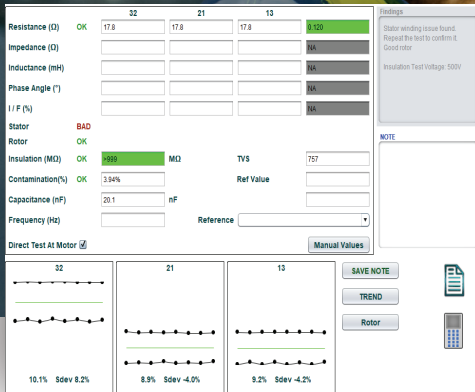 32 21 13
Resistance (Ω) OK 17.8 17.8 17.8 0.120
Impedance (Ω) NA
Inductance (mH) NA
Phase Angle (°) NA
I / F (%) NA
Stator BAD
Rotor OK
Insulation (MΩ) OK >999 MΩ TVS 757
Contamination(%) OK 3.94% Ref Value
Capacitance (nF) 20.1 nF
Frequency (Hz) Reference
Direct Test At Motor Manual Values
Findings
Stator winding issue found.
Repeat the test to confirm it.
Good rotor
Insulation Test Voltage: 500V
NOTE
32 21 13
10.1% Sdev 8.2% 8.9% Sdev -4.0% 9.2% Sdev -4.2%
SAVE NOTE
TREND
Rotor